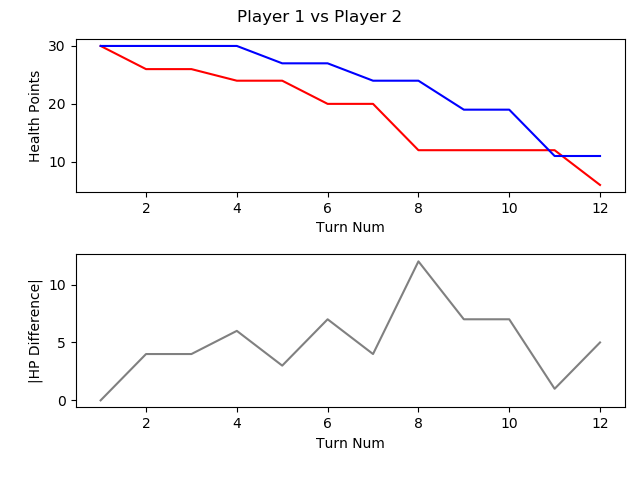 Player 1 vs Player 2
30
20
10
Health Points
2 4 6 8 10 12
Turn Num
10
5
0
|HP Difference|
2 4 6 8 10 12
Turn Num